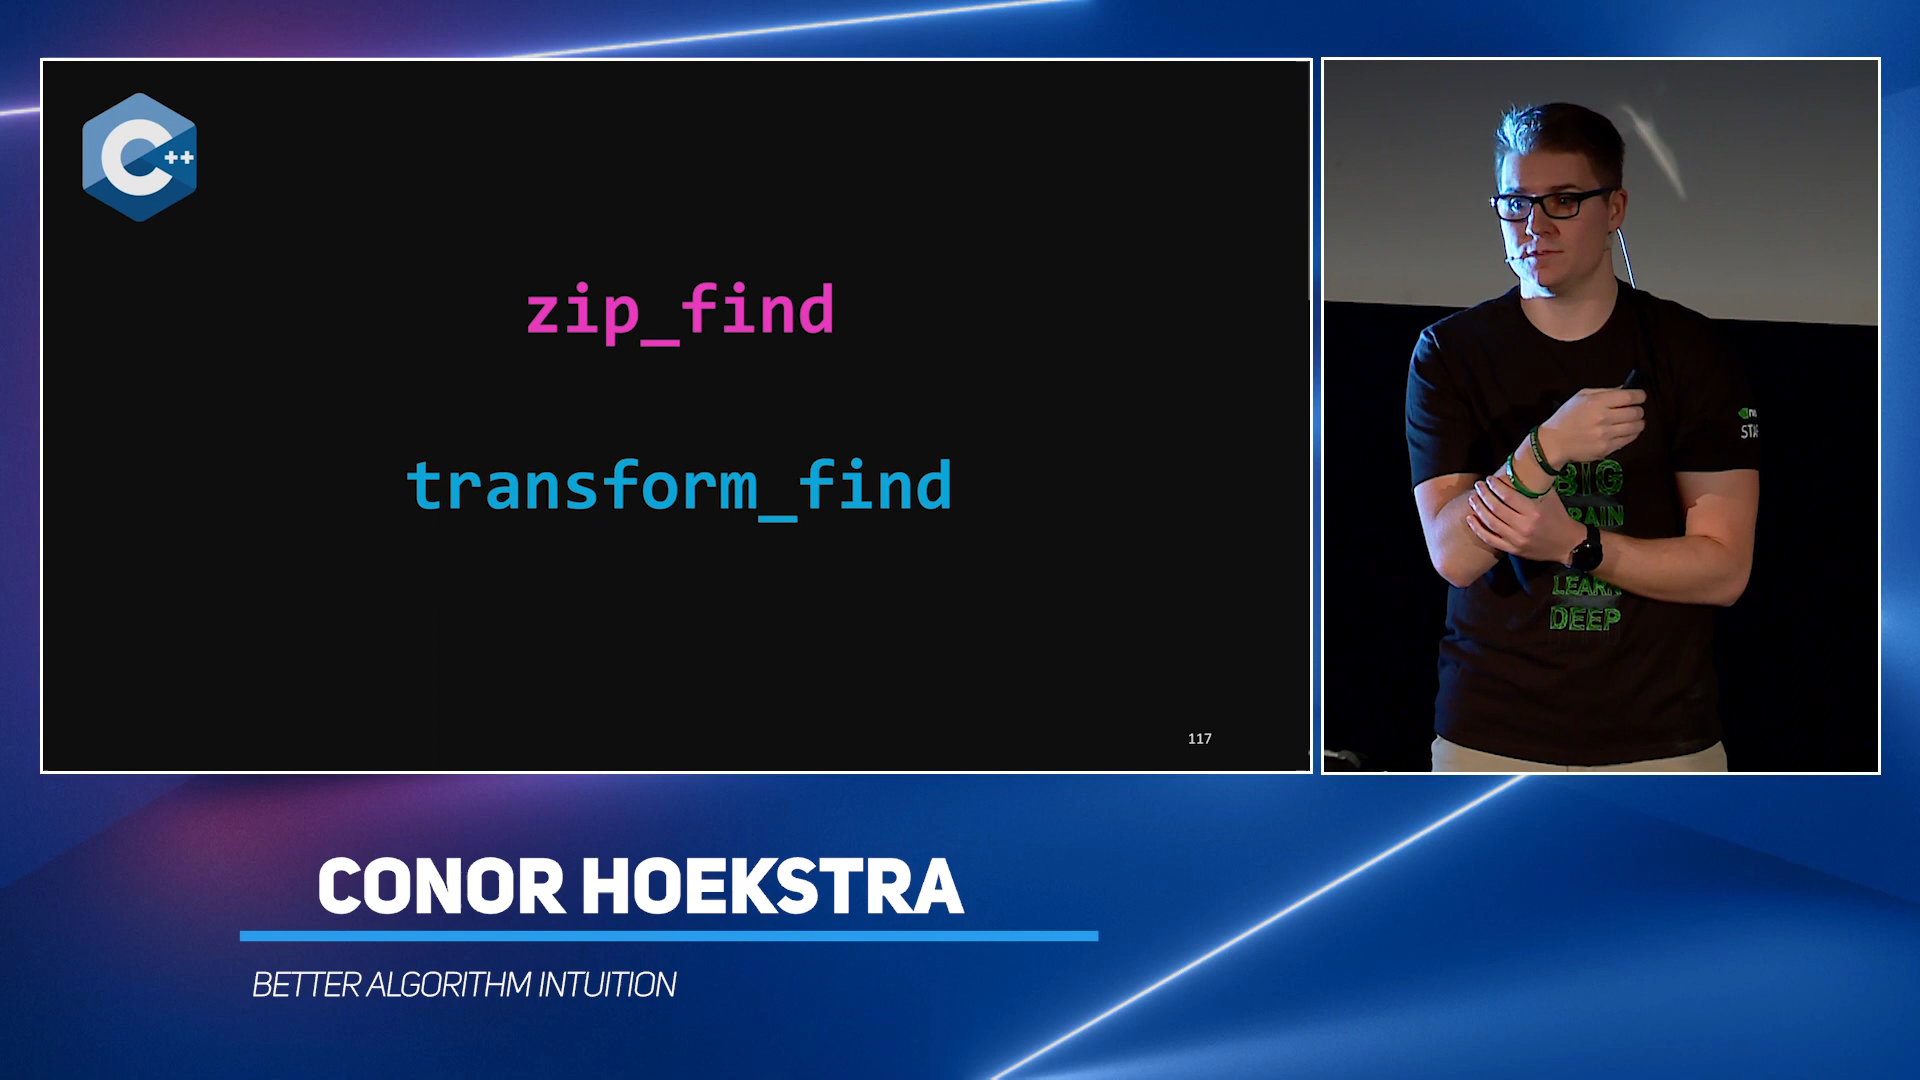 C++
zip_find
transform_find
117
BIG
LEARN
DEEP
CONOR HOEKSTRA
BETTER ALGORITHM INTUITION